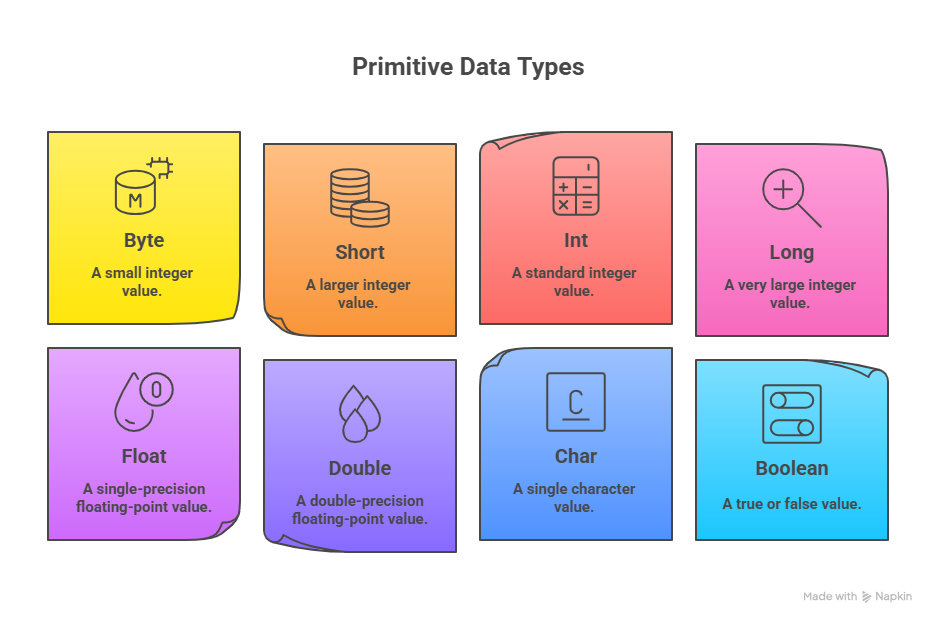 Primitive Data Types
M
Byte
A small integer
value.
Short
A larger integer
value.
Int
A standard integer
value.
Long
A very large integer
value.
0
Float
A single-precision
floating-point value.
Double
A double-precision
floating-point value.
C
Char
A single character
value.
Boolean
A true or false value.
Made with Napkin